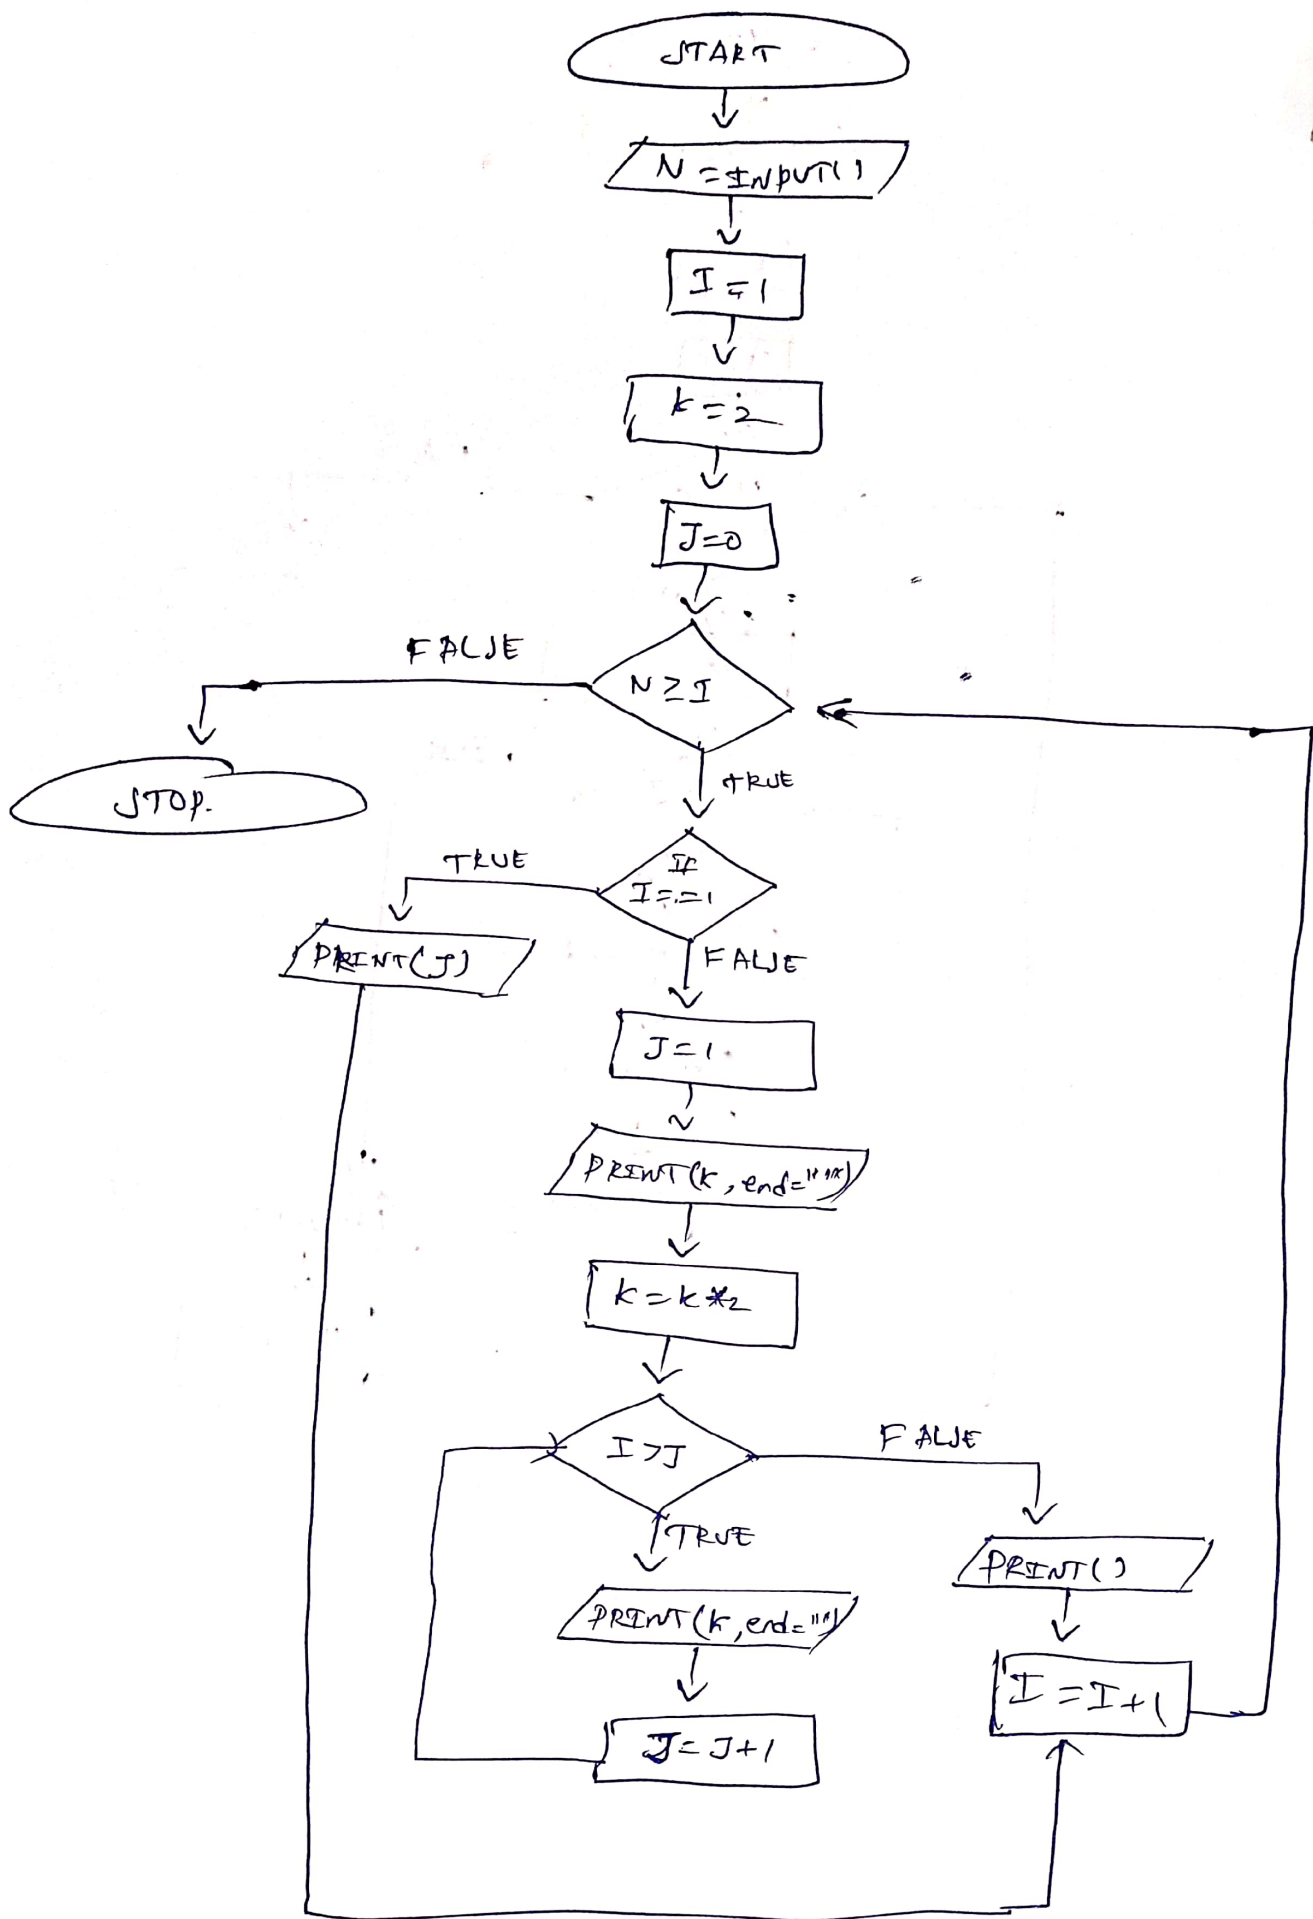 START
N = INPUT()
I = 1
K = 2
J=0
FALSE
N ≥ I
TRUE
STOP.
TRUE
If
I==1
PRINT(J)
FALSE
J=1
PRINT(K, end=" ")
K=K*2
I>J
FALSE
TRUE
PRINT()
PRINT(K, end=" ")
I = I+1
J= J+1